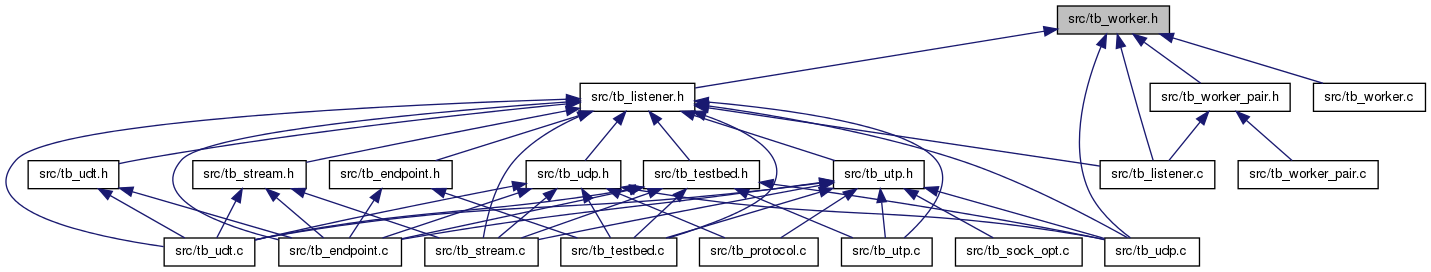 src/tb_worker.h
src/tb_listener.h
src/tb_worker_pair.h
src/tb_worker.c
src/tb_udt.h
src/tb_stream.h
src/tb_endpoint.h
src/tb_udp.h
src/tb_testbed.h
src/tb_utp.h
src/tb_listener.c
src/tb_worker_pair.c
src/tb_udt.c
src/tb_endpoint.c
src/tb_stream.c
src/tb_testbed.c
src/tb_protocol.c
src/tb_utp.c
src/tb_sock_opt.c
src/tb_udp.c